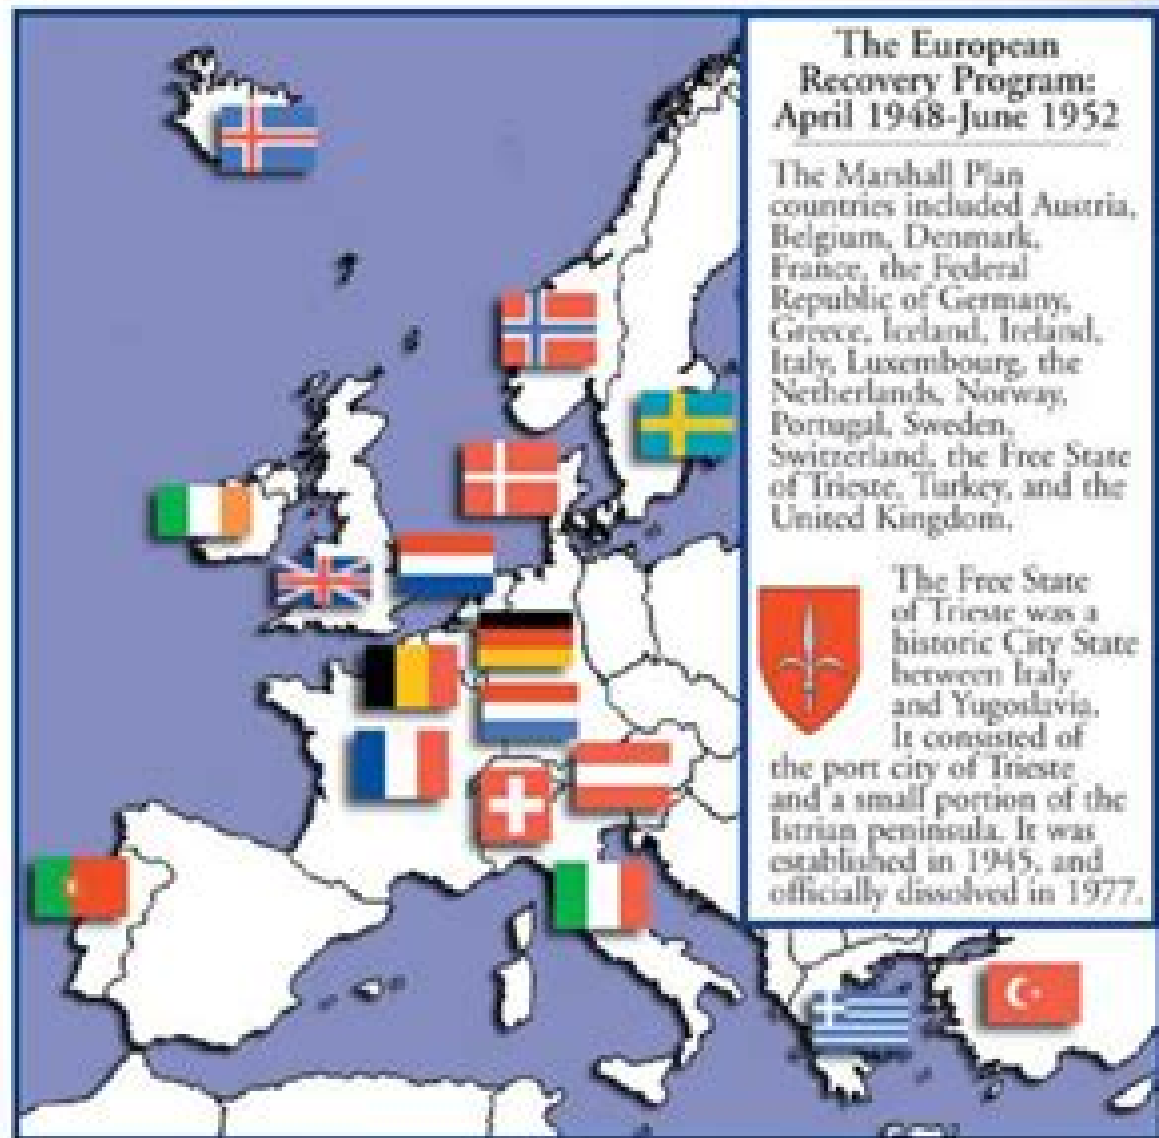 The European
Recovery Program:
April 1948-June 1952
The Marshall Plan
countries included Austria,
Belgium, Denmark,
France, the Federal
Republic of Germany,
Greece, Iceland, Ireland,
Italy, Luxembourg, the
Netherlands, Norway,
Portugal, Sweden,
Switzerland, the Free State
of Trieste, Turkey, and the
United Kingdom.
The Free State
of Trieste was a
historic City State
between Italy
and Yugoslavia.
It consisted of
the port city of Trieste
and a small portion of the
Istrian peninsula. It was
established in 1945, and
officially dissolved in 1977.